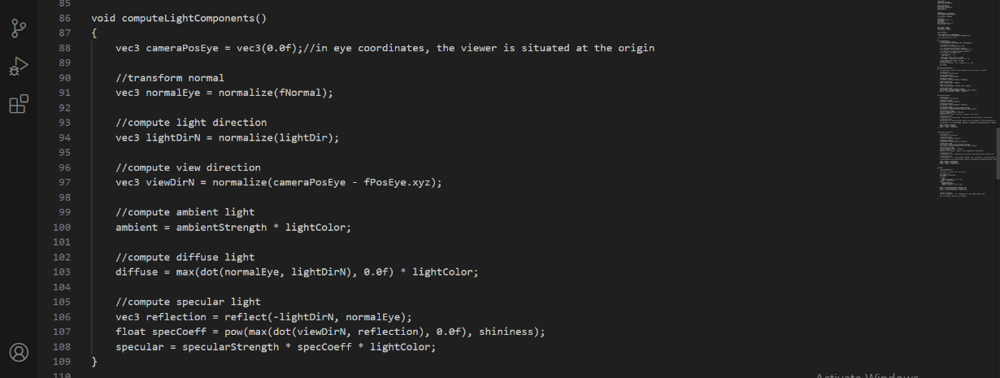 85
86 void computeLightComponents()
87 {
88 vec3 cameraPosEye = vec3(0.0f);//in eye coordinates, the viewer is situated at the origin
89
90 //transform normal
91 vec3 normalEye = normalize(fNormal);
92
93 //compute light direction
94 vec3 lightDirN = normalize(lightDir);
95
96 //compute view direction
97 vec3 viewDirN = normalize(cameraPosEye - fPosEye.xyz);
98
99 //compute ambient light
100 ambient = ambientStrength * lightColor;
101
102 //compute diffuse light
103 diffuse = max(dot(normalEye, lightDirN), 0.0f) * lightColor;
104
105 //compute specular light
106 vec3 reflection = reflect(-lightDirN, normalEye);
107 float specCoeff = pow(max(dot(viewDirN, reflection), 0.0f), shininess);
108 specular = specularStrength * specCoeff * lightColor;
109 }
110
Activate Windows